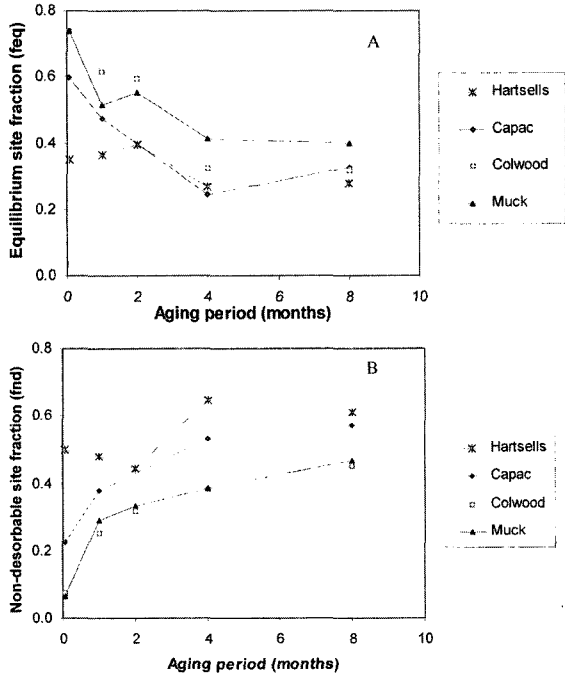 0.8
A
0.6
0.4
0.2
0.0
Equilibrium site fraction (feq)
0 2 4 6 8 10
Aging period (months)
Hartsells
Capac
Colwood
Muck
0.8
B
0.6
0.4
0.2
0.0
Non-desorbable site fraction (fnd)
0 2 4 6 8 10
Aging period (months)
Hartsells
Capac
Colwood
Muck